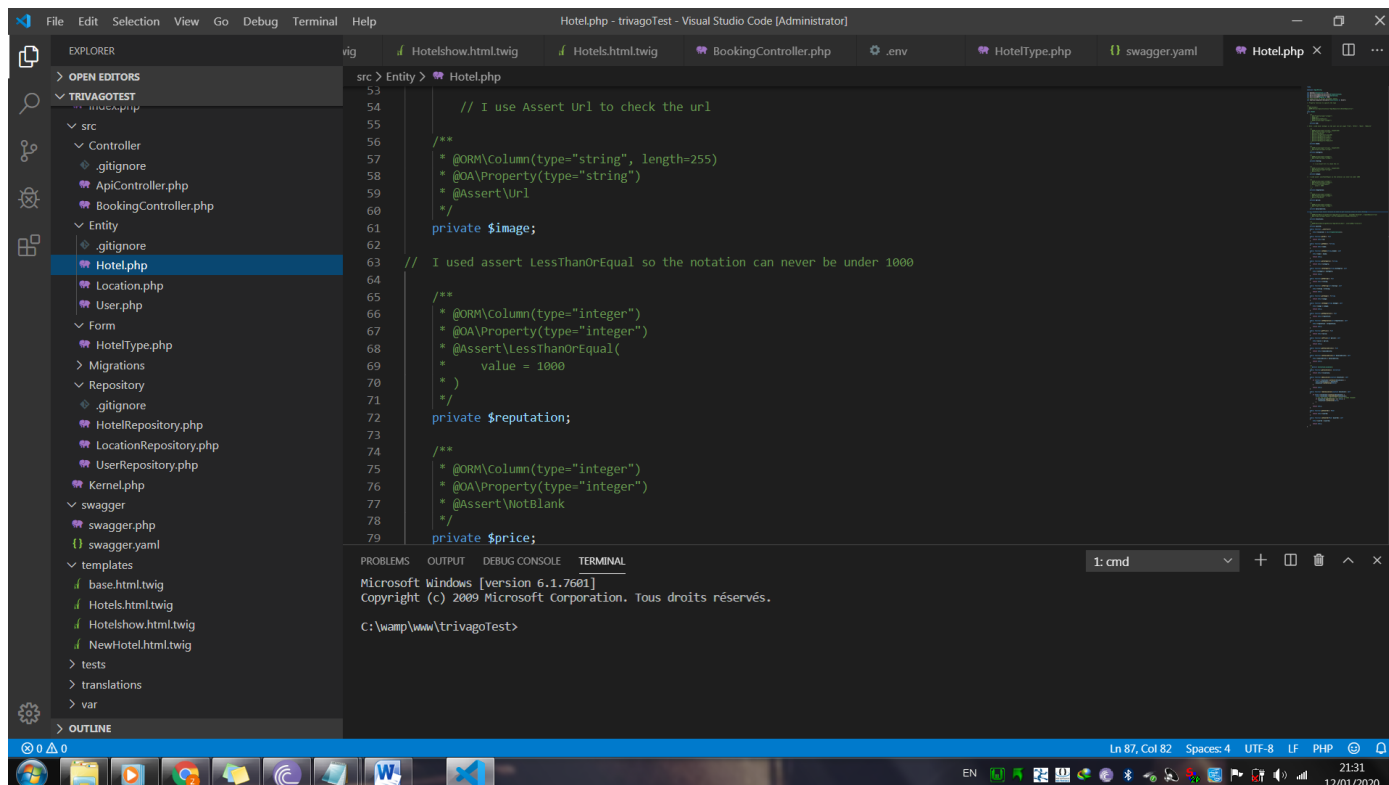 File Edit Selection View Go Debug Terminal Help
Hotel.php - trivagoTest - Visual Studio Code [Administrator]
EXPLORER
OPEN EDITORS
TRIVAGOTEST
index.php
src
Controller
.gitignore
ApiController.php
BookingController.php
Entity
.gitignore
Hotel.php
Location.php
User.php
Form
HotelType.php
Migrations
Repository
.gitignore
HotelRepository.php
LocationRepository.php
UserRepository.php
Kernel.php
swagger
swagger.php
swagger.yaml
templates
base.html.twig
Hotels.html.twig
Hotelshow.html.twig
NewHotel.html.twig
tests
translations
var
OUTLINE
vig Hotelshow.html.twig Hotels.html.twig BookingController.php .env HotelType.php swagger.yaml Hotel.php
src > Entity > Hotel.php
53
54 // I use Assert Url to check the url
55
56 /**
57 * @ORM\Column(type="string", length=255)
58 * @OA\Property(type="string")
59 * @Assert\Url
60 */
61 private $image;
62
63 // I used assert LessThanOrEqual so the notation can never be under 1000
64
65 /**
66 * @ORM\Column(type="integer")
67 * @OA\Property(type="integer")
68 * @Assert\LessThanOrEqual(
69 * value = 1000
70 * )
71 */
72 private $reputation;
73
74 /**
75 * @ORM\Column(type="integer")
76 * @OA\Property(type="integer")
77 * @Assert\NotBlank
78 */
79 private $price;
PROBLEMS OUTPUT DEBUG CONSOLE TERMINAL 1: cmd
Microsoft Windows [version 6.1.7601]
Copyright (c) 2009 Microsoft Corporation. Tous droits réservés.
C:\wamp\www\trivagoTest>
0 0 Ln 87, Col 82 Spaces: 4 UTF-8 LF PHP
EN 21:31
12/01/2020